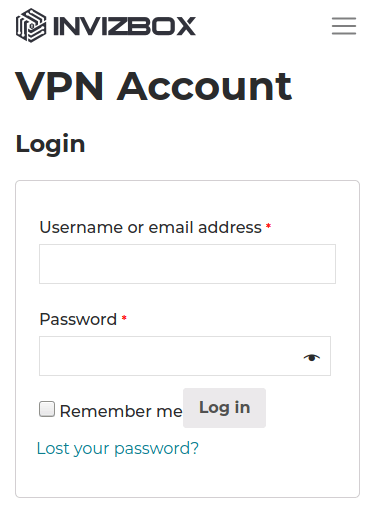 INVIZBOX
VPN Account
Login
Username or email address *
Password *
Remember me Log in
Lost your password?